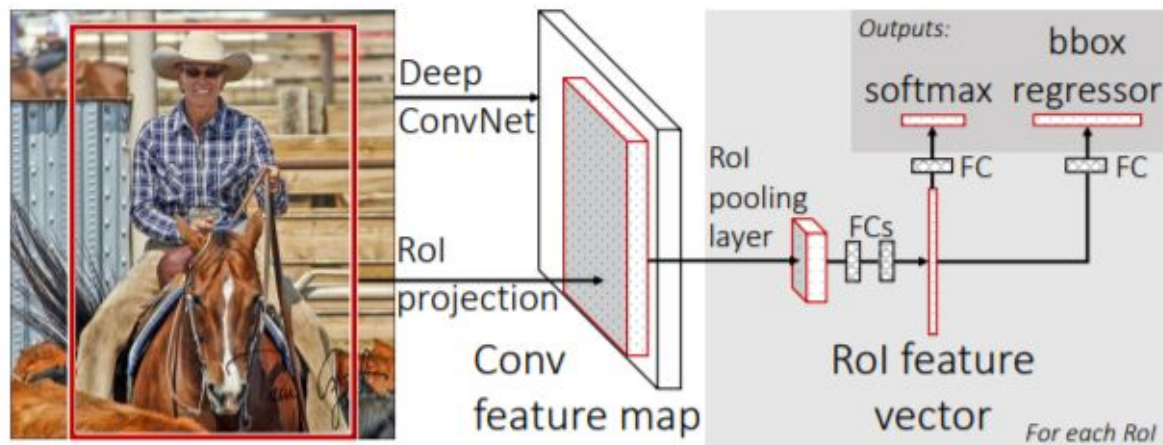 Deep
ConvNet
RoI
projection
Conv
feature map
RoI
pooling
layer
FCs
RoI feature
vector
Outputs:
softmax
bbox
regressor
FC
FC
For each RoI